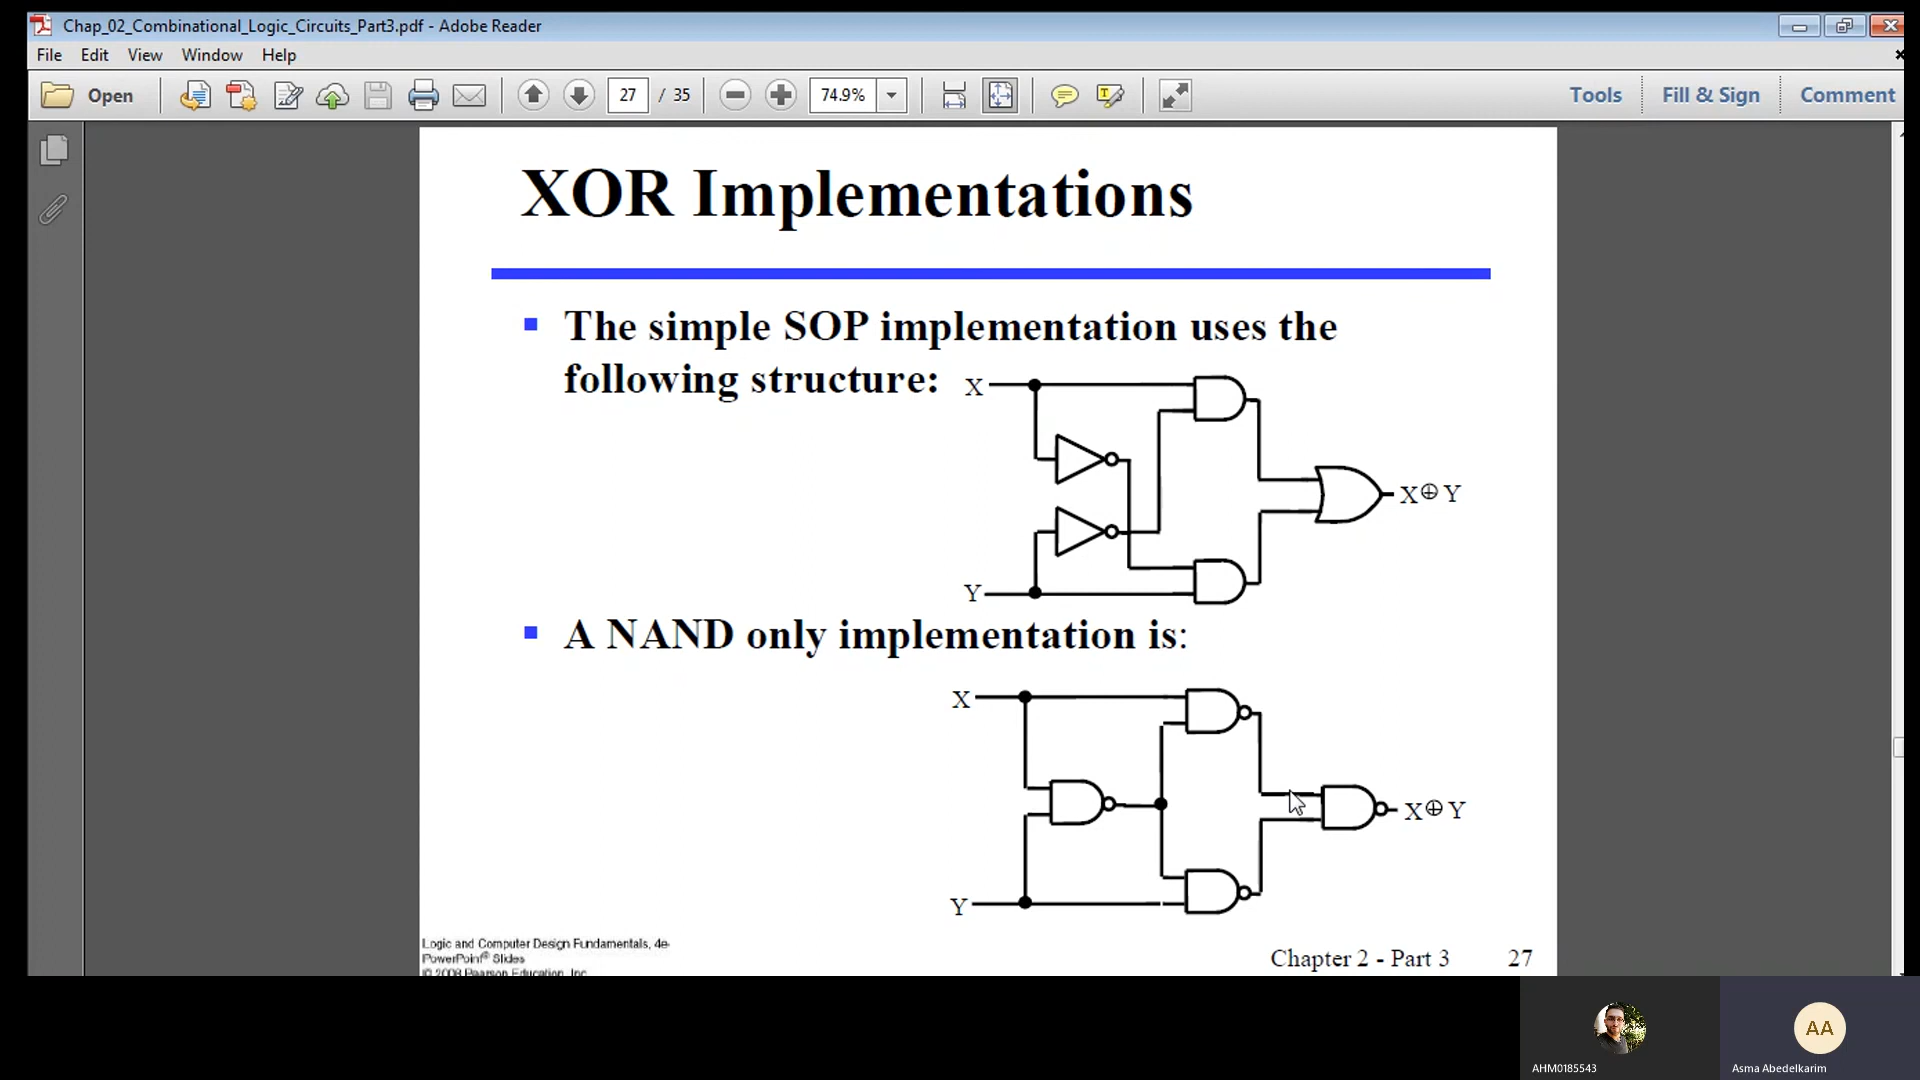 Chap_02_Combinational_Logic_Circuits_Part3.pdf - Adobe Reader
File Edit View Window Help
Open 27 / 35 74.9% Tools Fill & Sign Comment
XOR Implementations
The simple SOP implementation uses the
following structure:
X
X⊕Y
Y
A NAND only implementation is:
X
X⊕Y
Y
Logic and Computer Design Fundamentals, 4e
PowerPoint® Slides
© 2008 Pearson Education, Inc.
Chapter 2 - Part 3 27
AA
AHM0185543 Asma Abedelkarim